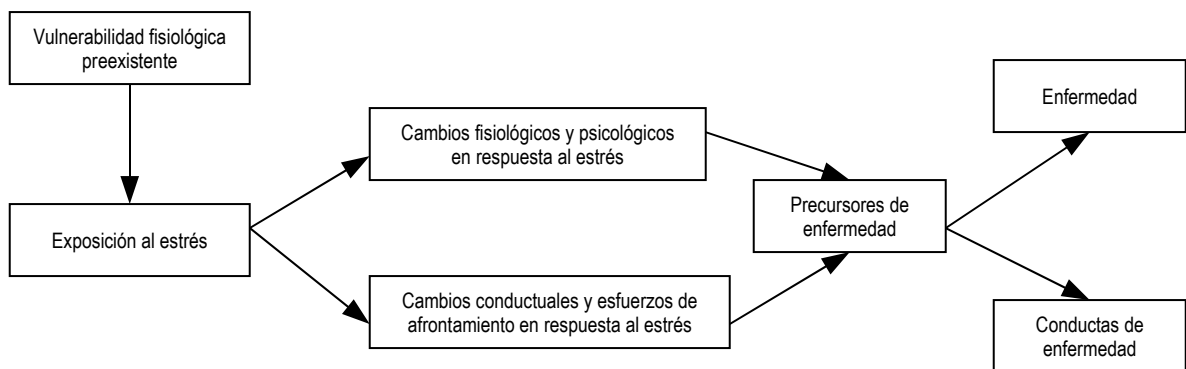 Vulnerabilidad fisiológica
preexistente
Exposición al estrés
Cambios fisiológicos y psicológicos
en respuesta al estrés
Cambios conductuales y esfuerzos de
afrontamiento en respuesta al estrés
Precursores de
enfermedad
Enfermedad
Conductas de
enfermedad